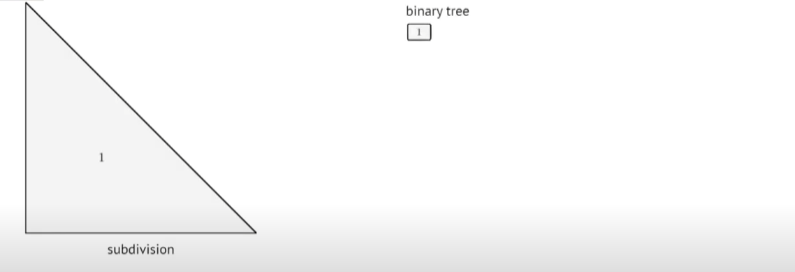 binary tree
1
1
subdivision